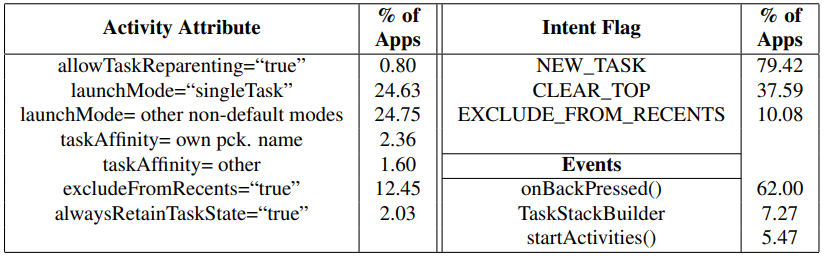 Activity Attribute % of Apps Intent Flag % of Apps
allowTaskReparenting=“true” 0.80 NEW_TASK 79.42
launchMode=“singleTask” 24.63 CLEAR_TOP 37.59
launchMode= other non-default modes 24.75 EXCLUDE_FROM_RECENTS 10.08
taskAffinity= own pck. name 2.36
taskAffinity= other 1.60 Events
excludeFromRecents=“true” 12.45 onBackPressed() 62.00
alwaysRetainTaskState=“true” 2.03 TaskStackBuilder 7.27
startActivities() 5.47